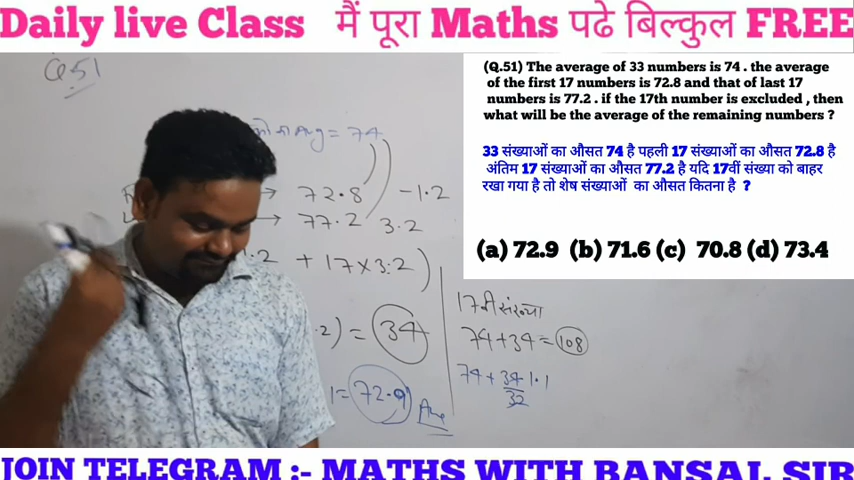 Daily live Class में पूरा Maths पढे बिल्कुल FREE
Q.51
(Q.51) The average of 33 numbers is 74 . the average
of the first 17 numbers is 72.8 and that of last 17
numbers is 77.2 . if the 17th number is excluded , then
what will be the average of the remaining numbers ?
33 संख्याओं का औसत 74 है पहली 17 संख्याओं का औसत 72.8 है
अंतिम 17 संख्याओं का औसत 77.2 है यदि 17वीं संख्या को बाहर
रखा गया है तो शेष संख्याओं का औसत कितना है ?
(a) 72.9 (b) 71.6 (c) 70.8 (d) 73.4
Avg = 74
→ 72.8 -1.2
→ 77.2 3.2
.2 + 17×3.2)
.2) = 34
1 = 72.9 Ans
17वी संख्या
74+34=108
JOIN TELEGRAM :- MATHS WITH BANSAL SIR